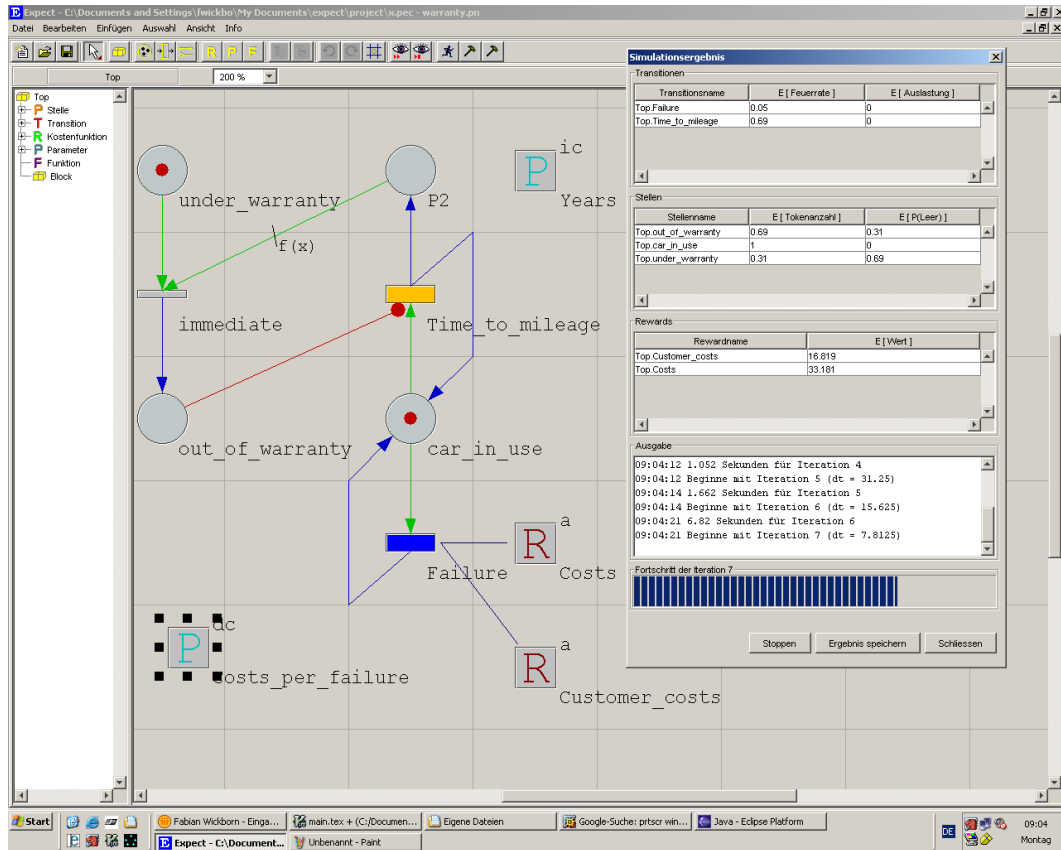 Expect - C:\Documents and Settings\fwickbo\My Documents\expect\project\x.pec - warranty.pn
Datei Bearbeiten Einfügen Auswahl Ansicht Info
R P F
Top 200 %
Top
P Stelle
T Transition
R Kostenfunktion
P Parameter
F Funktion
Block
under_warranty
P2
P
ic
Years
f(x)
immediate
Time_to_mileage
out_of_warranty
car_in_use
Failure
R
a
Costs
P
dc
costs_per_failure
R
a
Customer_costs
Simulationsergebnis
Transitionen
Transitionsname E [ Feuerrate ] E [ Auslastung ]
Top.Failure 0.05 0
Top.Time_to_mileage 0.69 0
Stellen
Stellenname E [ Tokenanzahl ] E [ P(Leer) ]
Top.out_of_warranty 0.69 0.31
Top.car_in_use 1 0
Top.under_warranty 0.31 0.69
Rewards
Rewardname E [ Wert ]
Top.Customer_costs 16.819
Top.Costs 33.181
Ausgabe
09:04:12 1.052 Sekunden für Iteration 4
09:04:12 Beginne mit Iteration 5 (dt = 31.25)
09:04:14 1.662 Sekunden für Iteration 5
09:04:14 Beginne mit Iteration 6 (dt = 15.625)
09:04:21 6.82 Sekunden für Iteration 6
09:04:21 Beginne mit Iteration 7 (dt = 7.8125)
Fortschritt der Iteration 7
Stoppen Ergebnis speichern Schliessen
Start Fabian Wickborn - Einga... main.tex + (C:/Documen... Eigene Dateien Google-Suche: prtscr win... Java - Eclipse Platform DE 09:04
Expect - C:\Document... Unbenannt - Paint Montag